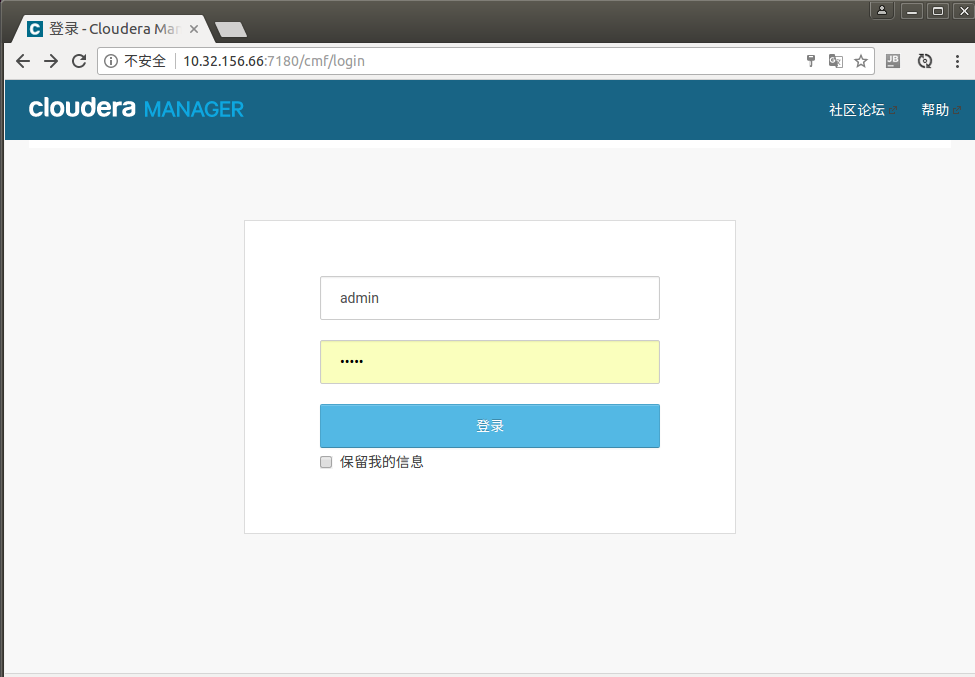 登录 - Cloudera Mar
不安全 10.32.156.66:7180/cmf/login
JB
cloudera MANAGER
社区论坛 帮助
admin
•••••
登录
保留我的信息